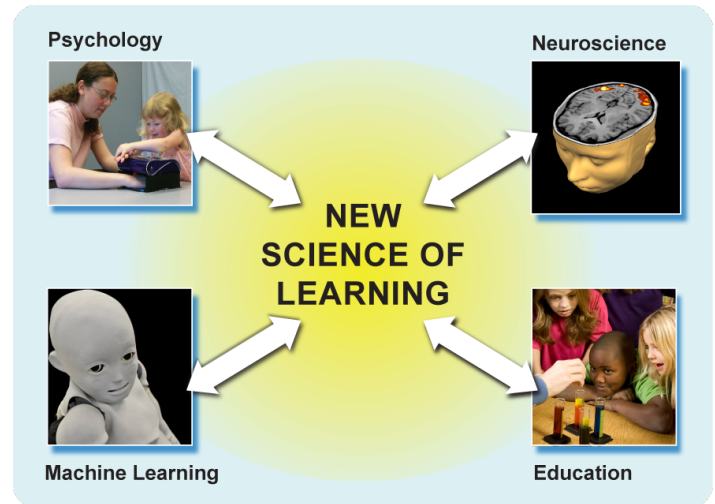 Psychology
Neuroscience
NEW
SCIENCE OF
LEARNING
Machine Learning
Education